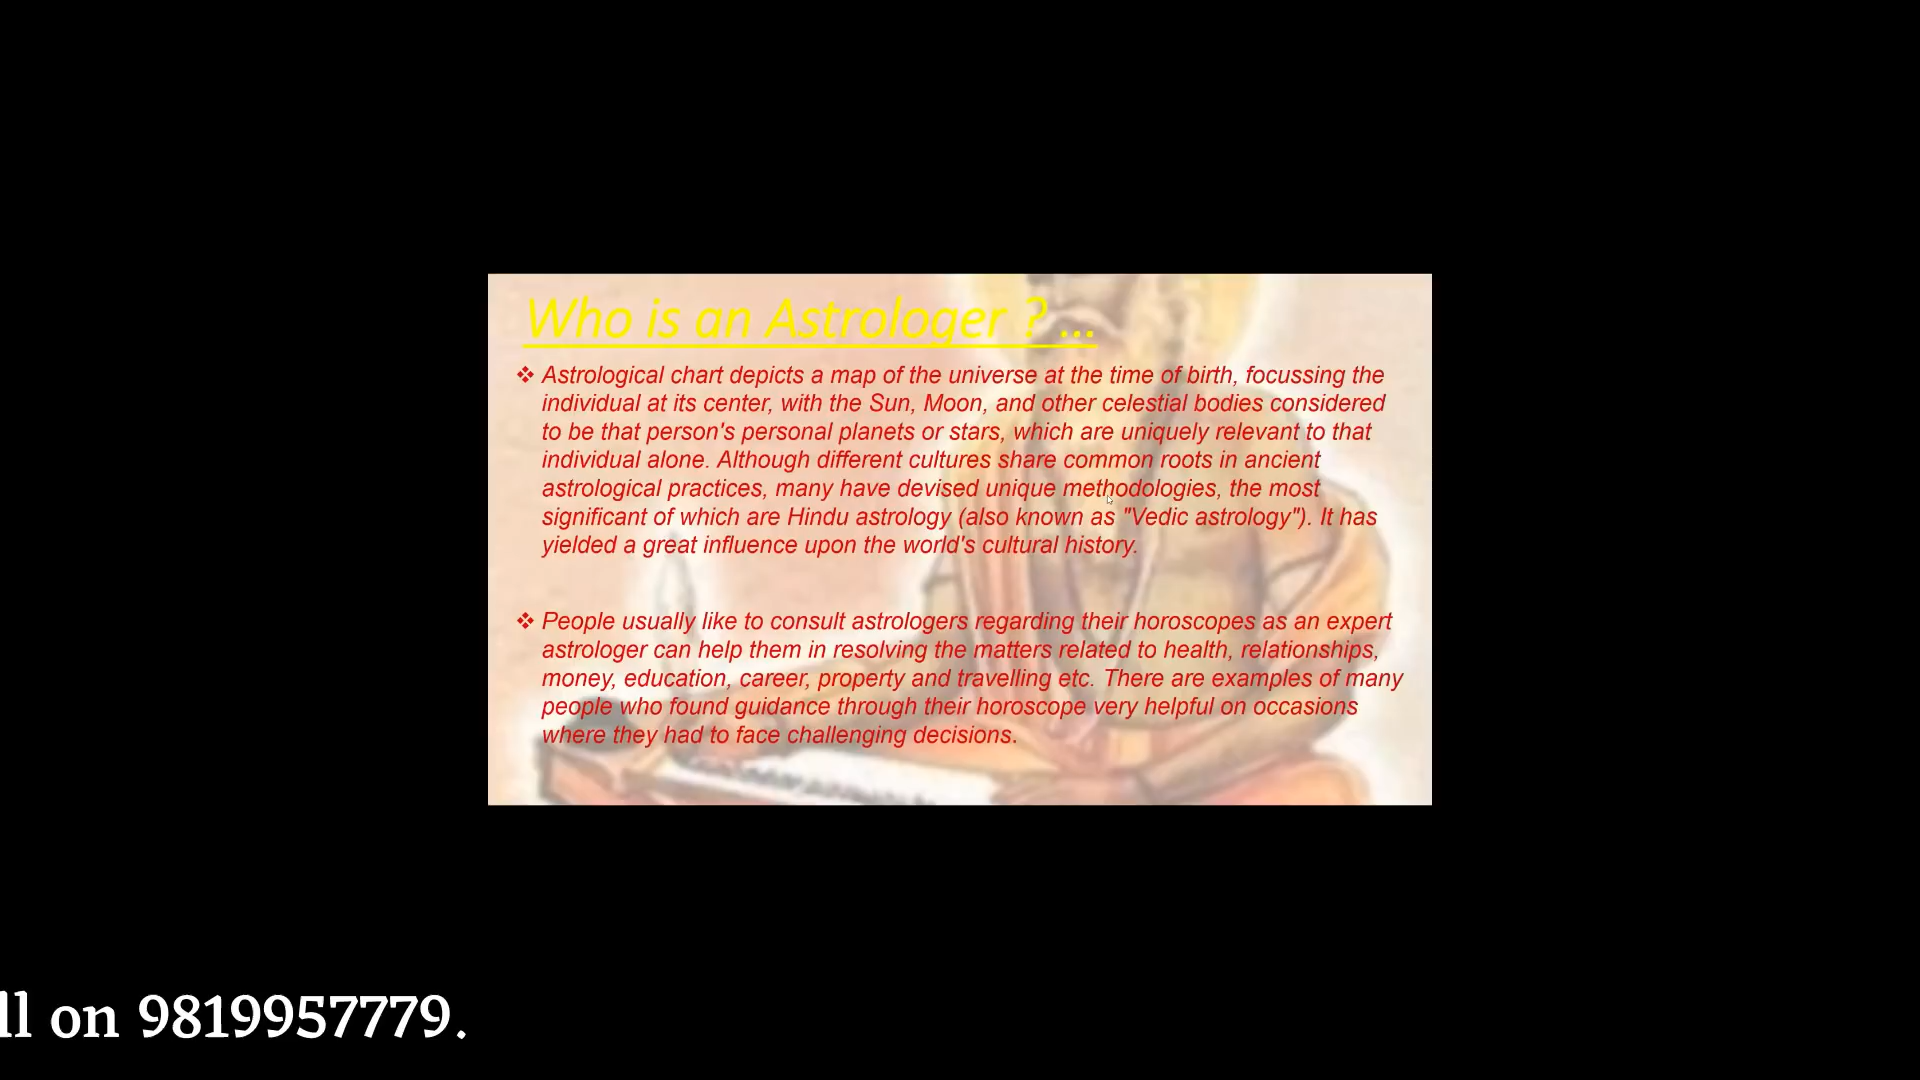 Who is an Astrologer ? ...
❖ Astrological chart depicts a map of the universe at the time of birth, focussing the
individual at its center, with the Sun, Moon, and other celestial bodies considered
to be that person's personal planets or stars, which are uniquely relevant to that
individual alone. Although different cultures share common roots in ancient
astrological practices, many have devised unique methodologies, the most
significant of which are Hindu astrology (also known as "Vedic astrology"). It has
yielded a great influence upon the world's cultural history.
❖ People usually like to consult astrologers regarding their horoscopes as an expert
astrologer can help them in resolving the matters related to health, relationships,
money, education, career, property and travelling etc. There are examples of many
people who found guidance through their horoscope very helpful on occasions
where they had to face challenging decisions.
ll on 9819957779.